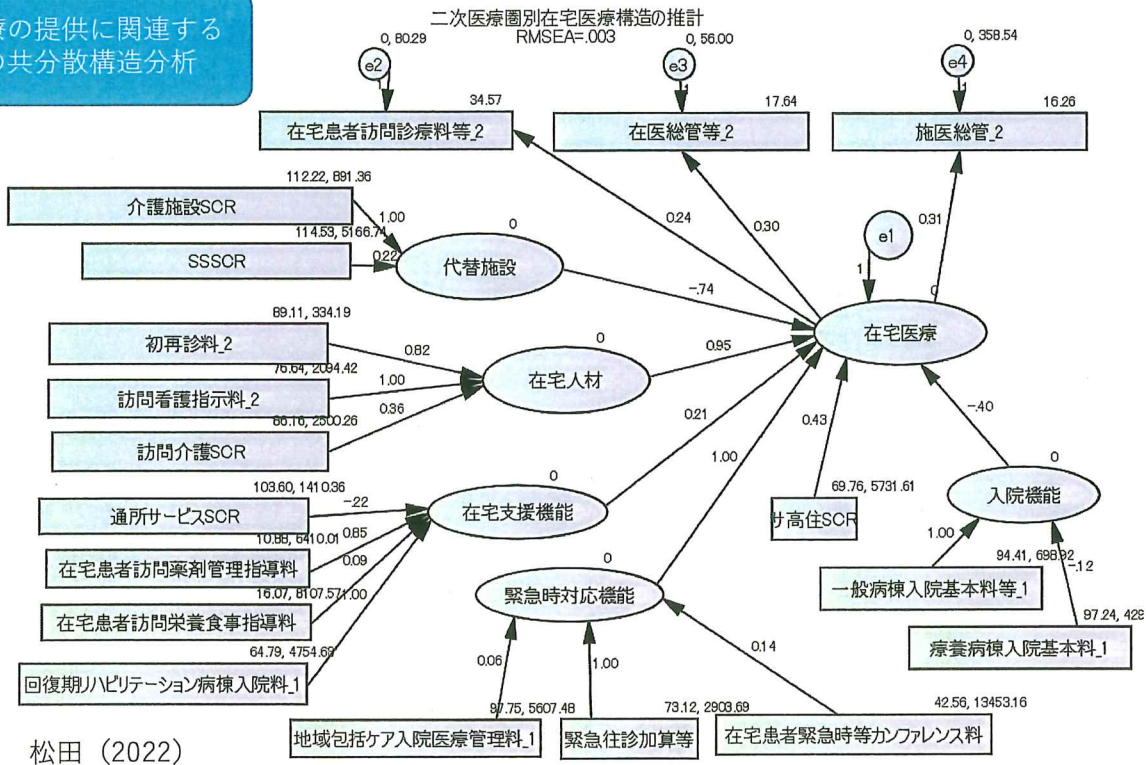 療の提供に関連する
の共分散構造分析
二次医療圏別在宅医療構造の推計
RMSEA=.003
0, 80.29
e2
1
34.57
在宅患者訪問診療料等_2
0, 56.00
e3
1
17.64
在医総管等_2
0, 358.54
e4
1
16.26
施医総管_2
112.22, 891.36
介護施設SCR
1.00
114.53, 5166.74
SSSCR
0.22
0
代替施設
-.74
0.24
0.30
0.31
e1
1
0
在宅医療
69.11, 334.19
初再診料_2
0.82
76.64, 2094.42
訪問看護指示料_2
1.00
66.16, 2500.26
訪問介護SCR
0.36
0
在宅人材
0.95
103.60, 1410.36
通所サービスSCR
-.22
10.88, 6410.01
在宅患者訪問薬剤管理指導料
0.85
16.07, 8107.57
在宅患者訪問栄養食事指導料
0.09
64.79, 4754.69
回復期リハビリテーション病棟入院料_1
1.00
0
在宅支援機能
0.21
0
緊急時対応機能
1.00
97.75, 5607.48
地域包括ケア入院医療管理料_1
0.06
73.12, 2903.69
緊急往診加算等
1.00
42.56, 13453.16
在宅患者緊急時等カンファレンス料
0.14
0.43
69.76, 5731.61
サ高住SCR
-.40
0
入院機能
1.00
94.41, 698.92
一般病棟入院基本料等_1
-.12
97.24, 428
療養病棟入院基本料_1
松田（2022）